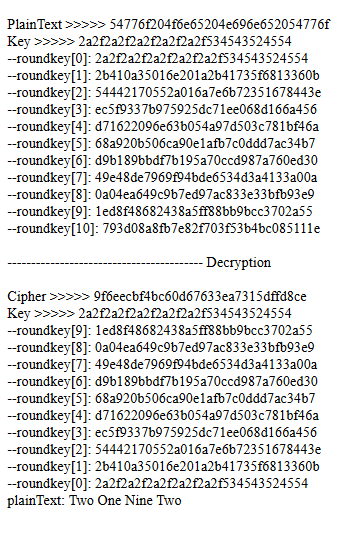 PlainText >>>>> 54776f204f6e65204e696e652054776f
Key >>>>> 2a2f2a2f2a2f2a2f2a2f534543524554
--roundkey[0]: 2a2f2a2f2a2f2a2f2a2f534543524554
--roundkey[1]: 2b410a35016e201a2b41735f6813360b
--roundkey[2]: 54442170552a016a7e6b72351678443e
--roundkey[3]: ec5f9337b975925dc71ee068d166a456
--roundkey[4]: d71622096e63b054a97d503c781bf46a
--roundkey[5]: 68a920b506ca90e1afb7c0ddd7ac34b7
--roundkey[6]: d9b189bbdf7b195a70ccd987a760ed30
--roundkey[7]: 49e48de7969f94bde6534d3a4133a00a
--roundkey[8]: 0a04ea649c9b7ed97ac833e33bfb93e9
--roundkey[9]: 1ed8f48682438a5ff88bb9bcc3702a55
--roundkey[10]: 793d08a8fb7e82f703f53b4bc085111e
----------------------------------------- Decryption
Cipher >>>>> 9f6eecbf4bc60d67633ea7315dffd8ce
Key >>>>> 2a2f2a2f2a2f2a2f2a2f534543524554
--roundkey[9]: 1ed8f48682438a5ff88bb9bcc3702a55
--roundkey[8]: 0a04ea649c9b7ed97ac833e33bfb93e9
--roundkey[7]: 49e48de7969f94bde6534d3a4133a00a
--roundkey[6]: d9b189bbdf7b195a70ccd987a760ed30
--roundkey[5]: 68a920b506ca90e1afb7c0ddd7ac34b7
--roundkey[4]: d71622096e63b054a97d503c781bf46a
--roundkey[3]: ec5f9337b975925dc71ee068d166a456
--roundkey[2]: 54442170552a016a7e6b72351678443e
--roundkey[1]: 2b410a35016e201a2b41735f6813360b
--roundkey[0]: 2a2f2a2f2a2f2a2f2a2f534543524554
plainText: Two One Nine Two